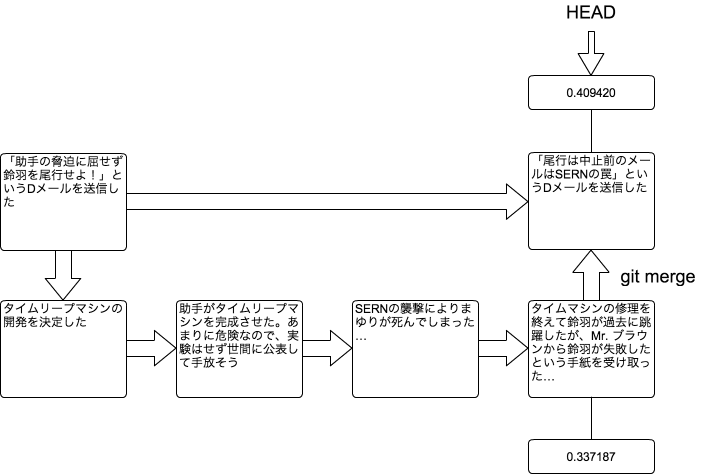 HEAD
0.409420
「助手の脅迫に屈せず
鈴羽を尾行せよ！」と
いうDメールを送信し
た
「尾行は中止前のメー
ルはSERNの罠」とい
うDメールを送信した
git merge
タイムリープマシンの
開発を決定した
助手がタイムリープマ
シンを完成させた。あ
まりに危険なので、実
験はせず世間に公表し
て手放そう
SERNの襲撃によりま
ゆりが死んでしまった
…
タイムマシンの修理を
終えて鈴羽が過去に跳
躍したが、Mr. ブラウ
ンから鈴羽が失敗した
という手紙を受け取っ
た…
0.337187